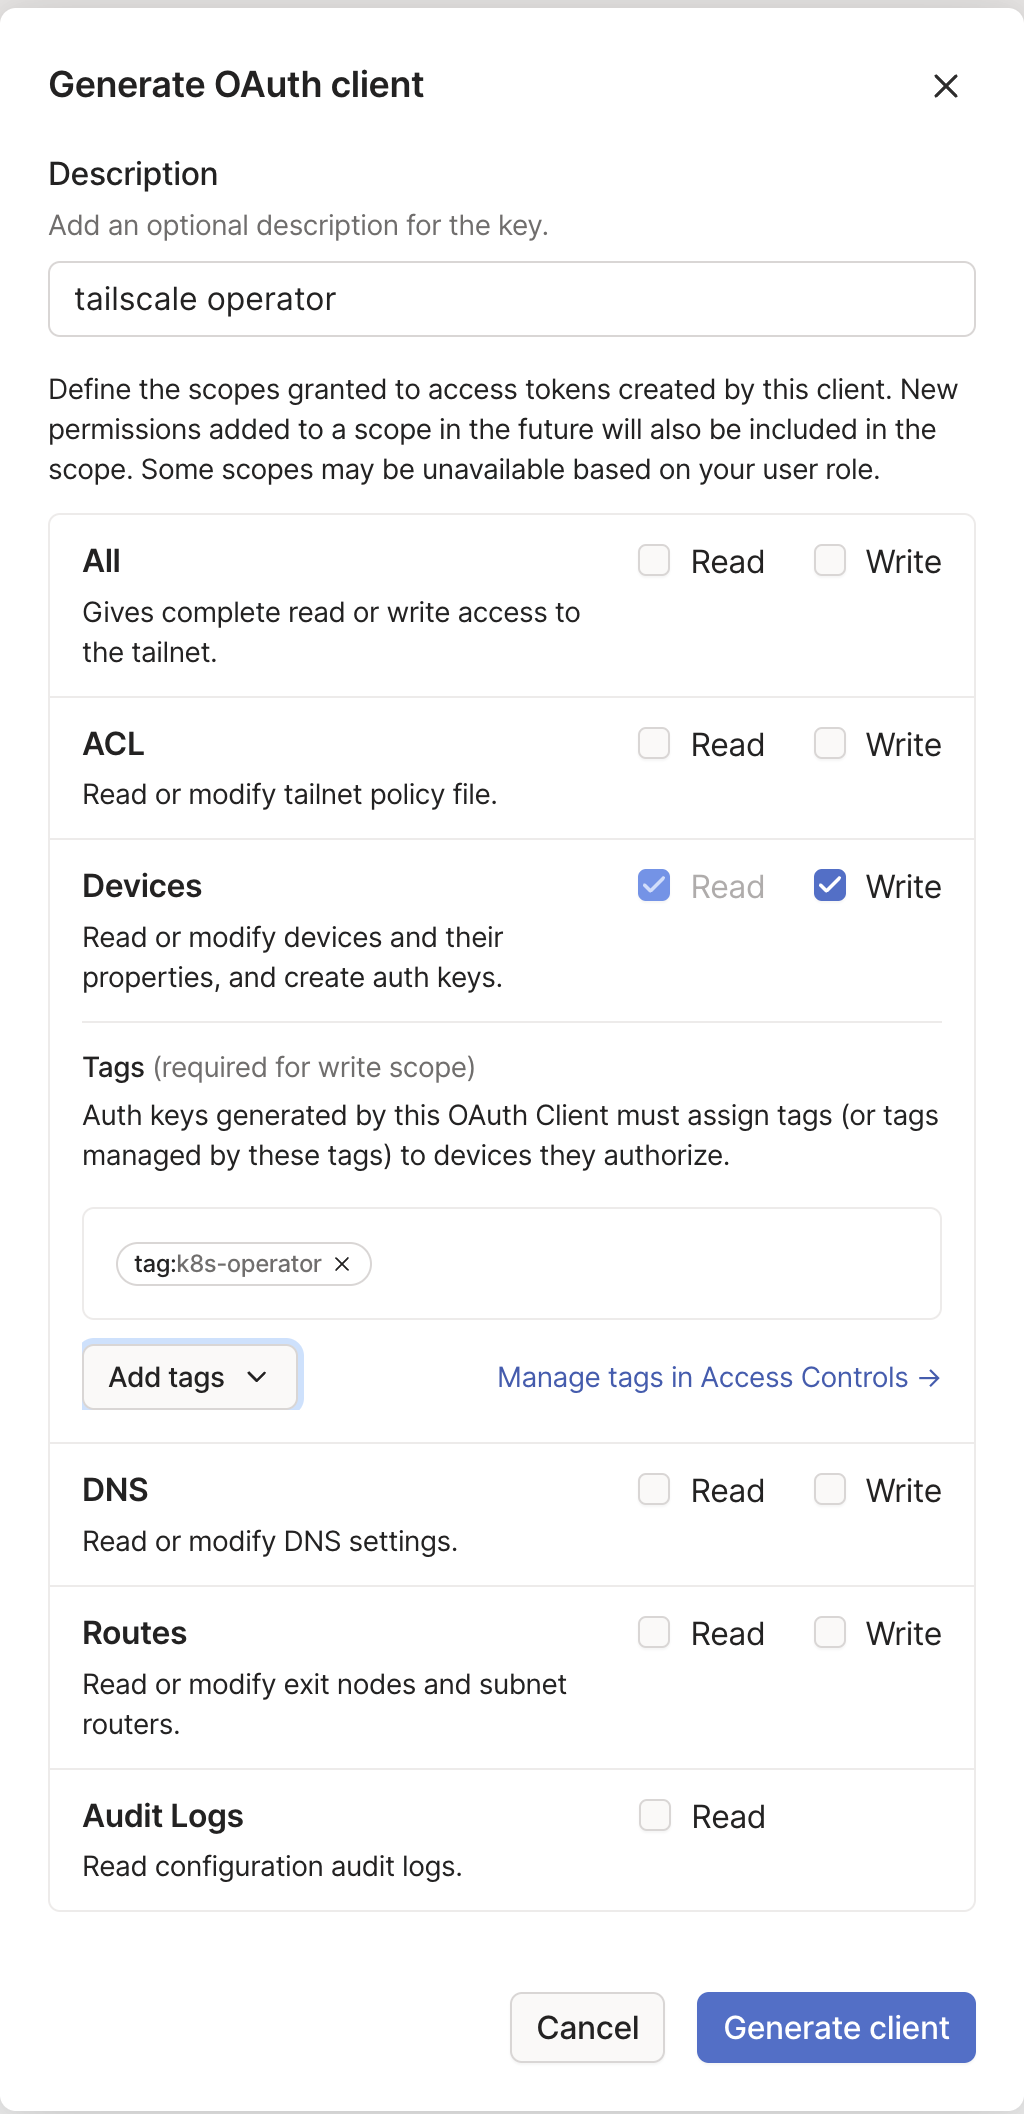 Generate OAuth client
Description
Add an optional description for the key.
tailscale operator
Define the scopes granted to access tokens created by this client. New
permissions added to a scope in the future will also be included in the
scope. Some scopes may be unavailable based on your user role.
All
Read
Write
Gives complete read or write access to
the tailnet.
ACL
Read
Write
Read or modify tailnet policy file.
Devices
Read
Write
Read or modify devices and their
properties, and create auth keys.
Tags (required for write scope)
Auth keys generated by this OAuth Client must assign tags (or tags
managed by these tags) to devices they authorize.
tag:k8s-operator
Add tags
Manage tags in Access Controls →
DNS
Read
Write
Read or modify DNS settings.
Routes
Read
Write
Read or modify exit nodes and subnet
routers.
Audit Logs
Read
Read configuration audit logs.
Cancel
Generate client